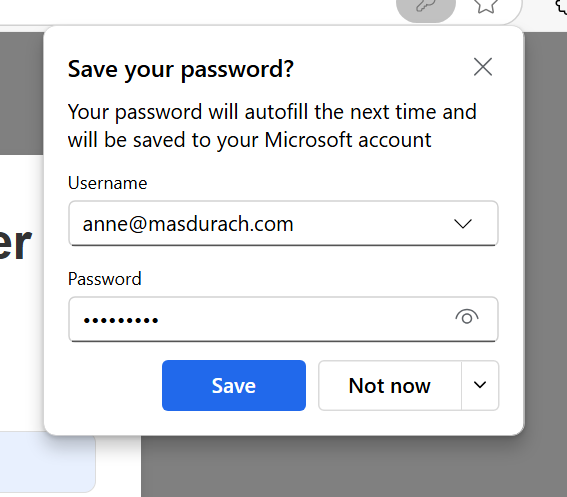 Save your password?
Your password will autofill the next time and
will be saved to your Microsoft account
Username
anne@masdurach.com
Password
•••••••••
er
Save
Not now